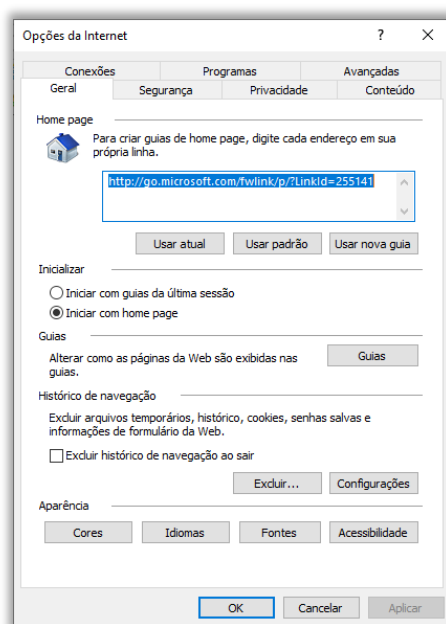 Opções da Internet
Conexões Programas Avançadas
Geral Segurança Privacidade Conteúdo
Home page
Para criar guias de home page, digite cada endereço em sua
própria linha.
http://go.microsoft.com/fwlink/p/?LinkId=255141
Usar atual Usar padrão Usar nova guia
Inicializar
Iniciar com guias da última sessão
Iniciar com home page
Guias
Alterar como as páginas da Web são exibidas nas
guias.
Guias
Histórico de navegação
Excluir arquivos temporários, histórico, cookies, senhas salvas e
informações de formulário da Web.
Excluir histórico de navegação ao sair
Excluir... Configurações
Aparência
Cores Idiomas Fontes Acessibilidade
OK Cancelar Aplicar